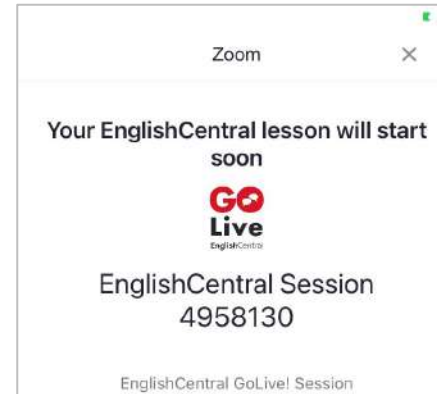 Zoom
Your EnglishCentral lesson will start
soon
GO
Live
EnglishCentral
EnglishCentral Session
4958130
EnglishCentral GoLive! Session